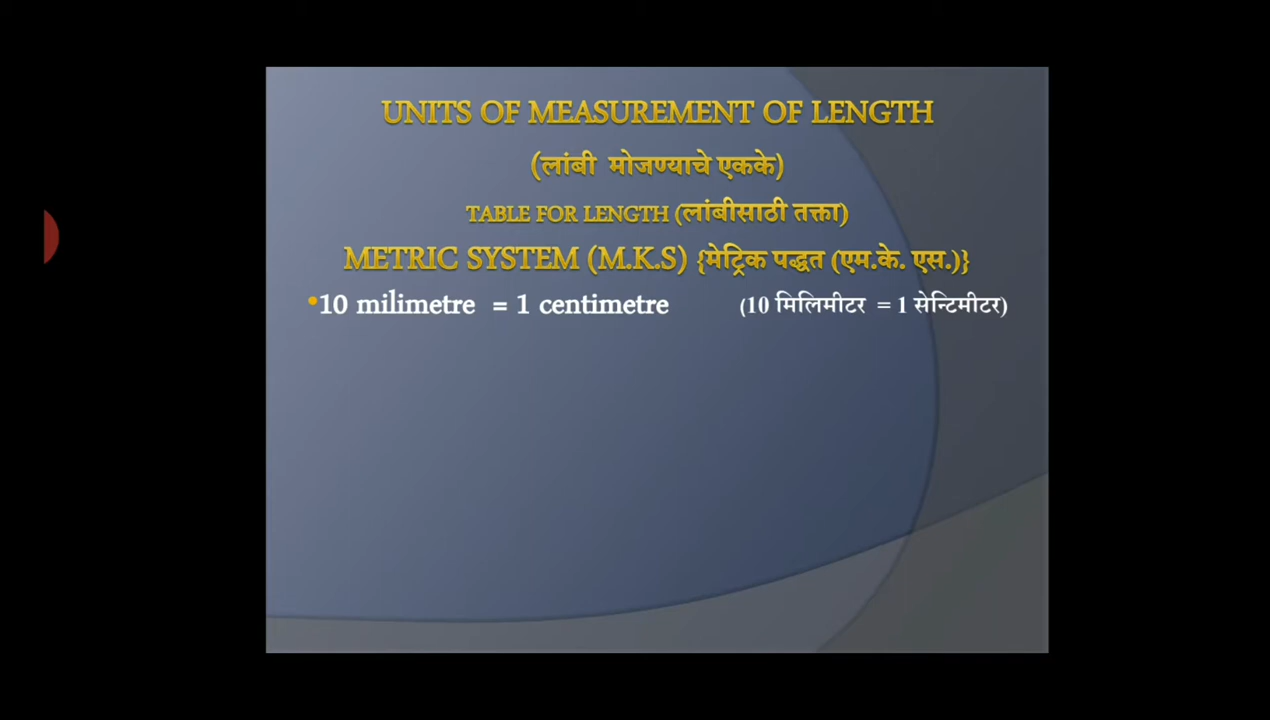 UNITS OF MEASUREMENT OF LENGTH
(लांबी मोजण्याचे एकके)
TABLE FOR LENGTH (लांबीसाठी तक्ता)
METRIC SYSTEM (M.K.S) {मेट्रिक पद्धत (एम.के. एस.)}
•10 milimetre = 1 centimetre (10 मिलिमीटर = 1 सेन्टिमीटर)